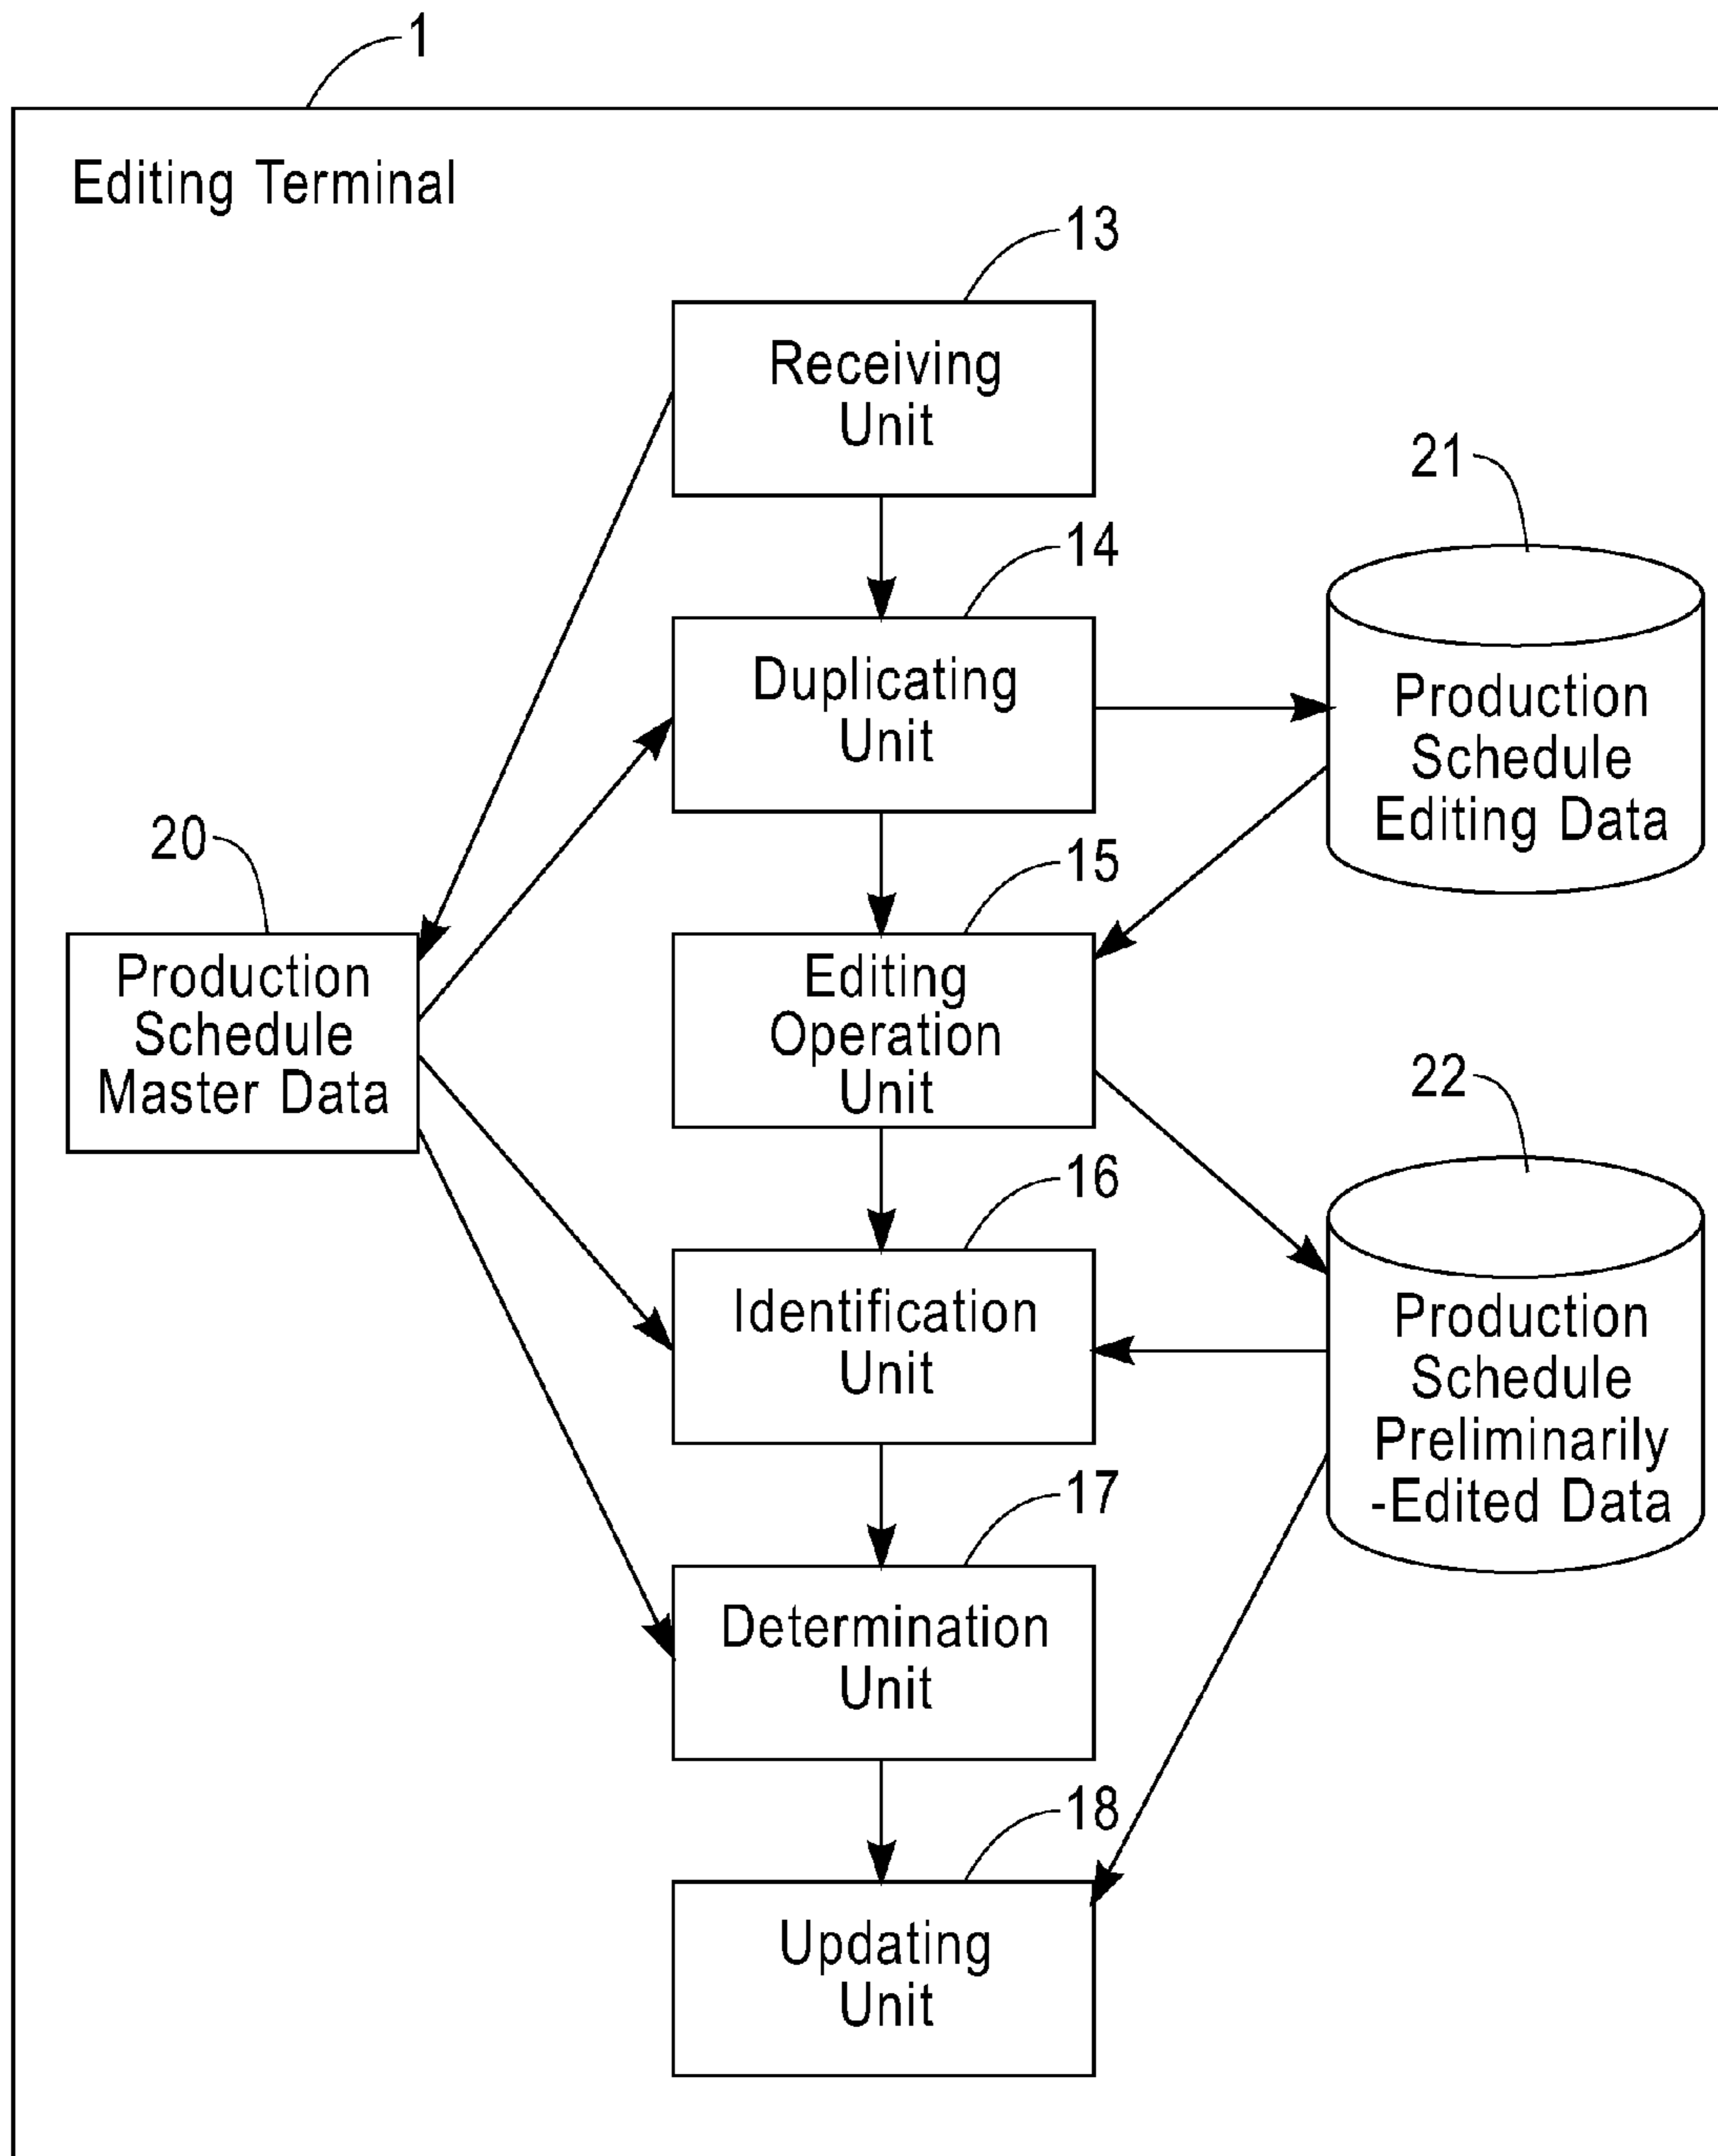 1
Editing Terminal
13
Receiving
Unit
21
14
Duplicating
Unit
Production
Schedule
Editing Data
20
15
Production
Schedule
Master Data
Editing
Operation
Unit
22
16
Identification
Unit
Production
Schedule
Preliminarily
-Edited Data
17
Determination
Unit
18
Updating
Unit